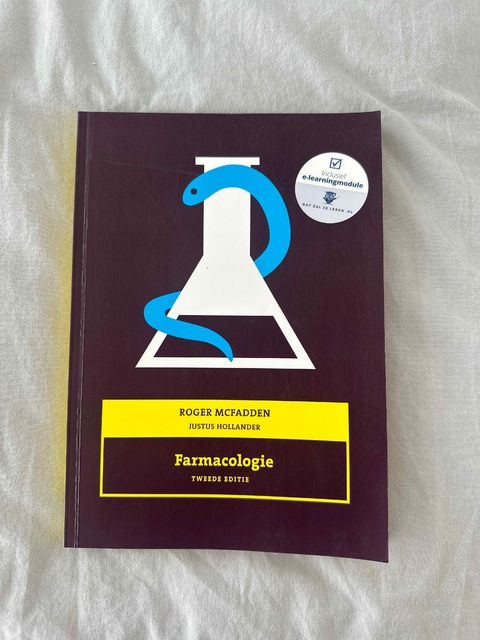 Inclusief
e-learningmodule
DAT ZAL JE LEREN .NL
ROGER MCFADDEN
JUSTUS HOLLANDER
Farmacologie
TWEEDE EDITIE